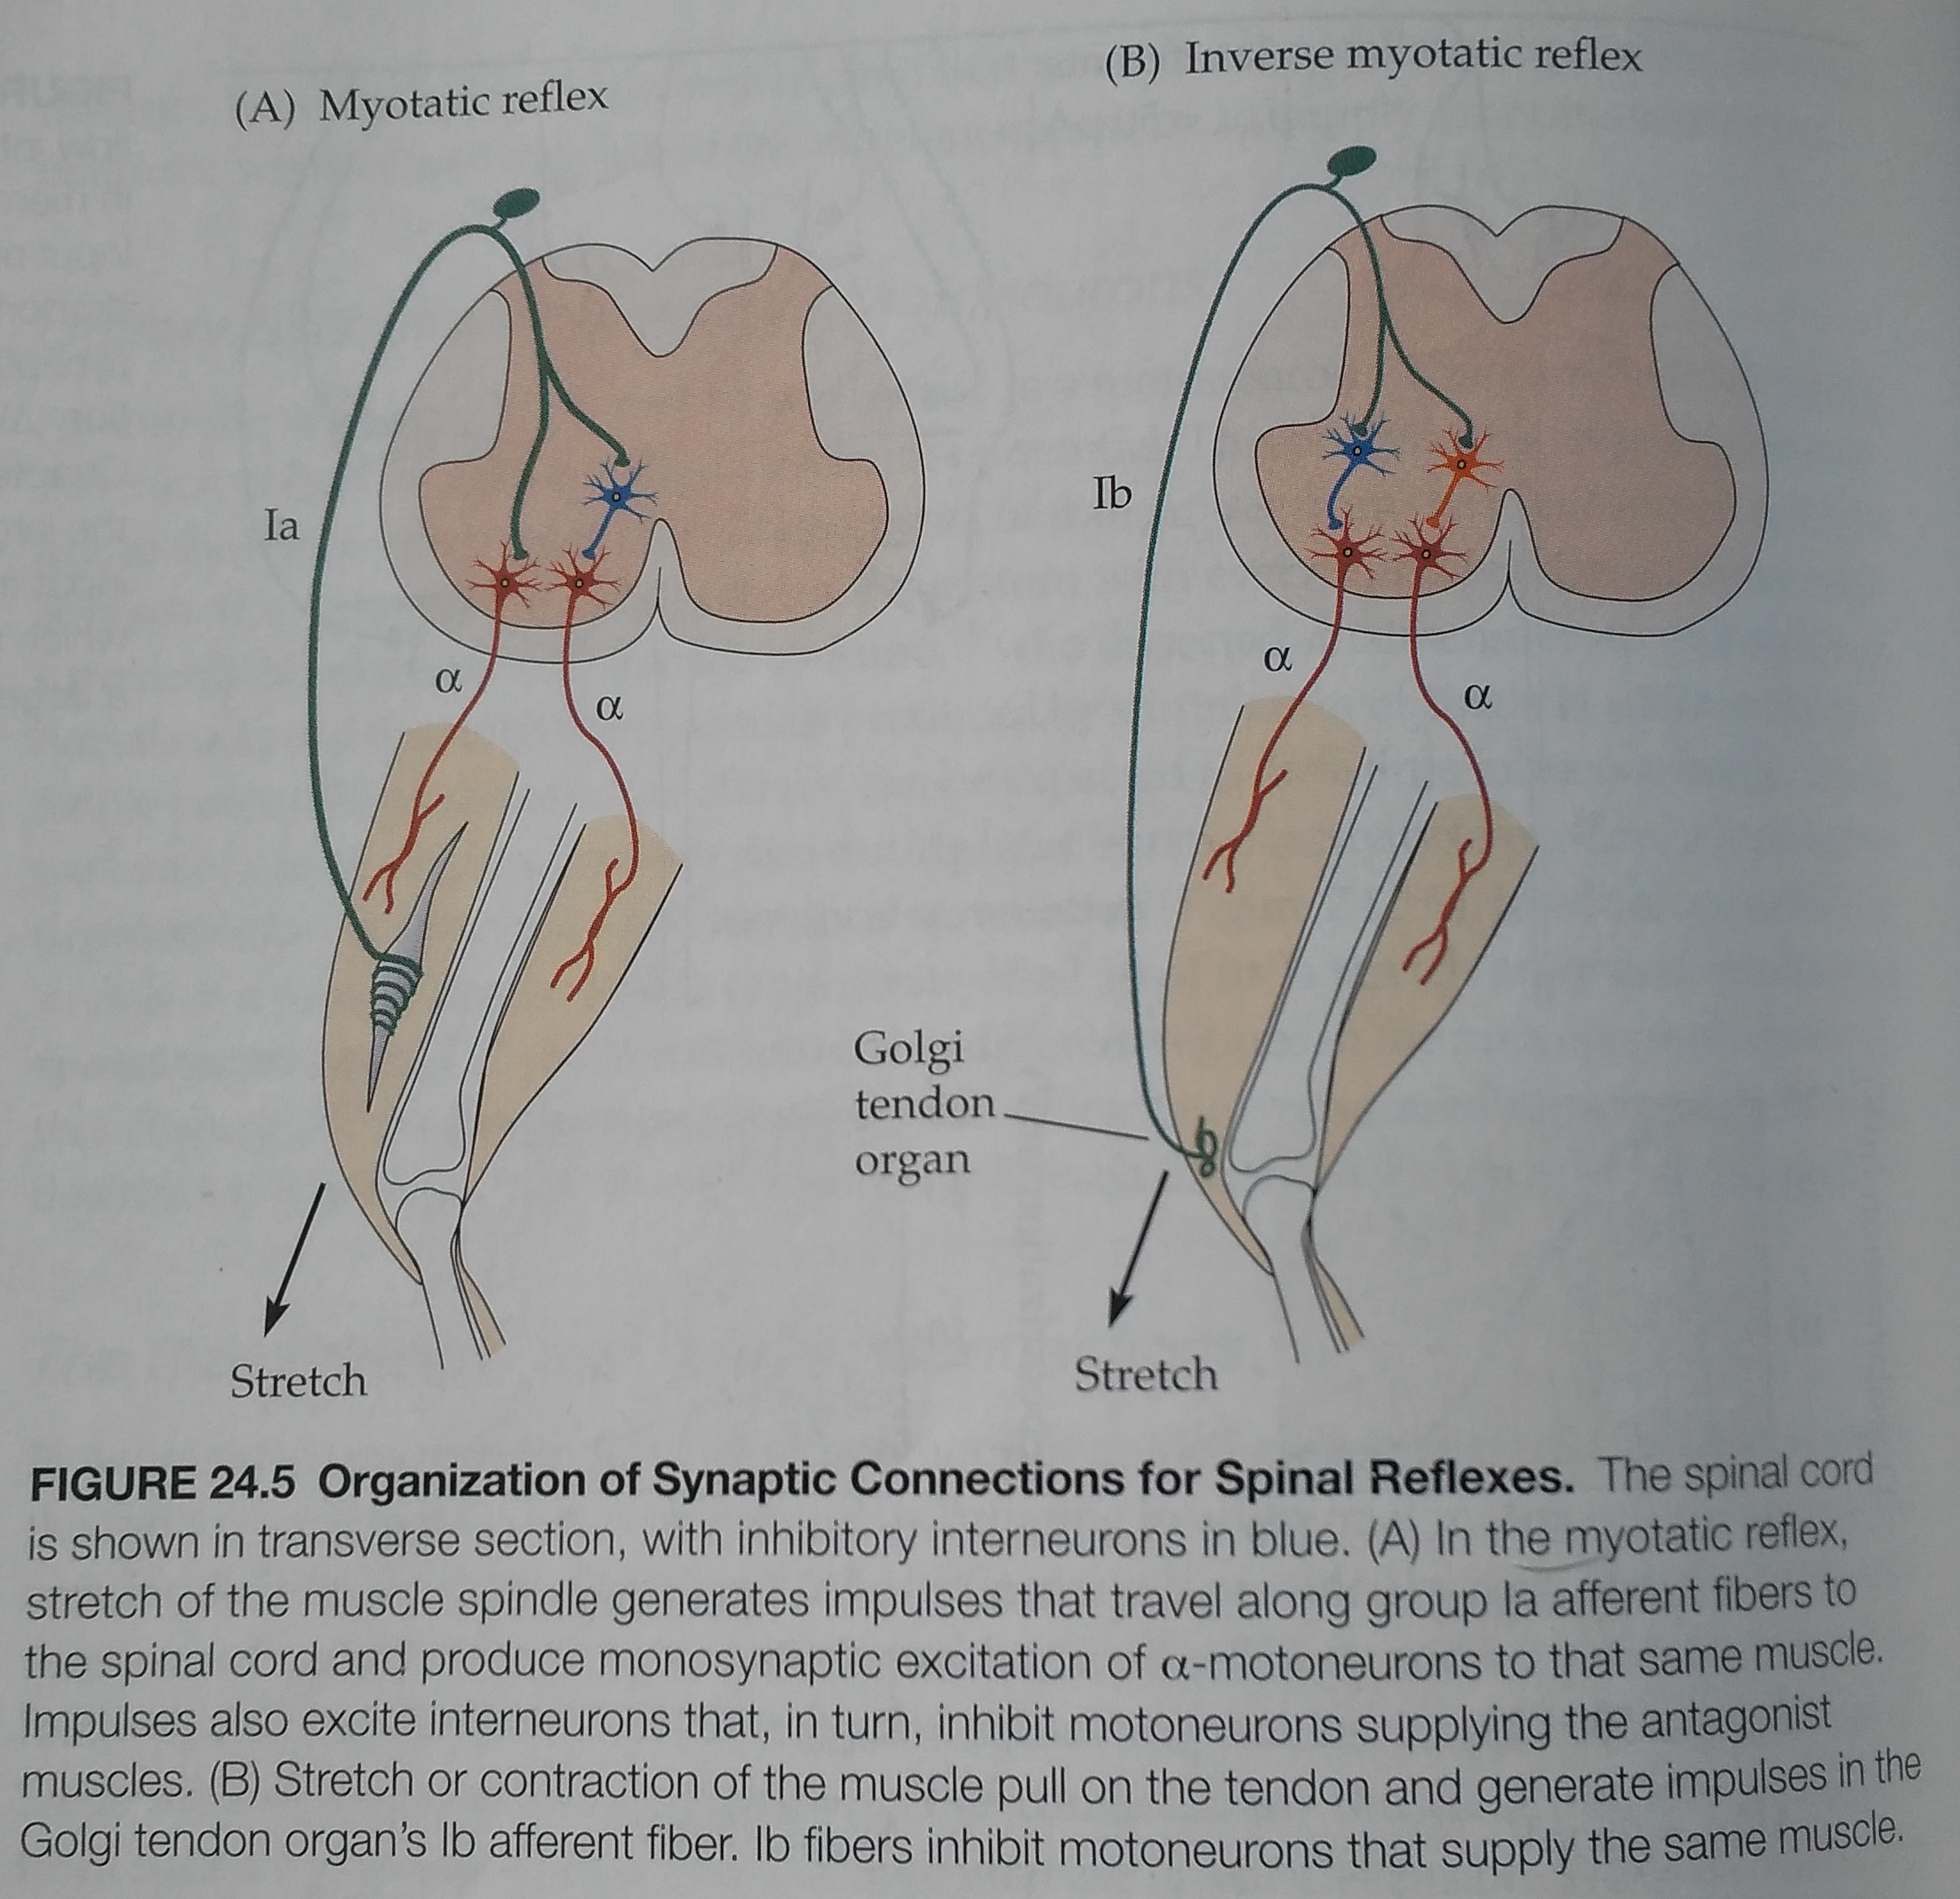 (A) Myotatic reflex
Ia
α
α
Stretch
(B) Inverse myotatic reflex
Ib
α
α
Golgi
tendon
organ
Stretch
FIGURE 24.5 Organization of Synaptic Connections for Spinal Reflexes. The spinal cord
is shown in transverse section, with inhibitory interneurons in blue. (A) In the myotatic reflex,
stretch of the muscle spindle generates impulses that travel along group Ia afferent fibers to
the spinal cord and produce monosynaptic excitation of α-motoneurons to that same muscle.
Impulses also excite interneurons that, in turn, inhibit motoneurons supplying the antagonist
muscles. (B) Stretch or contraction of the muscle pull on the tendon and generate impulses in the
Golgi tendon organ's Ib afferent fiber. Ib fibers inhibit motoneurons that supply the same muscle.